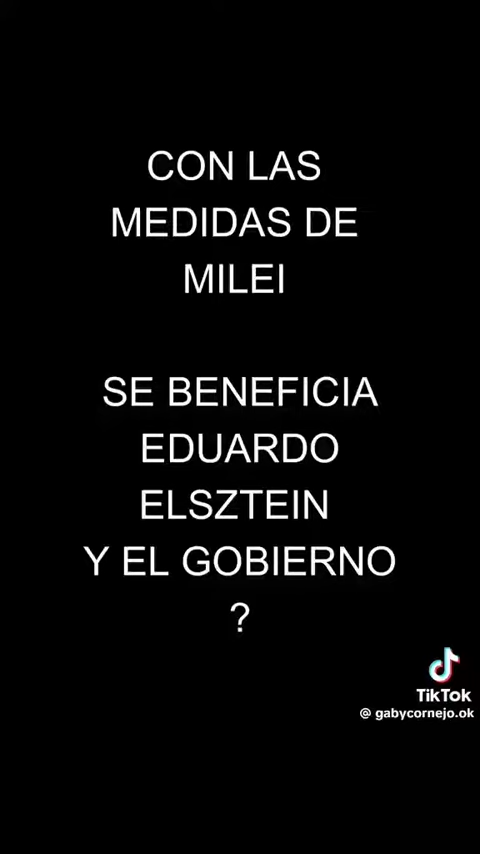 CON LAS
MEDIDAS DE
MILEI
SE BENEFICIA
EDUARDO
ELSZTEIN
Y EL GOBIERNO
?
TikTok
@ gabycornejo.ok